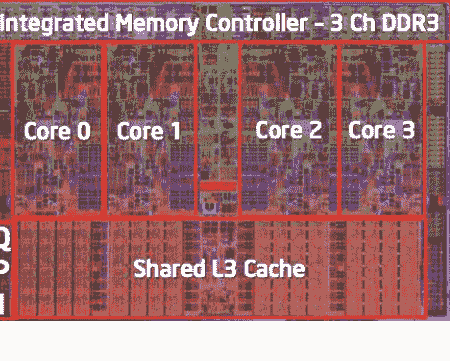 Integrated Memory Controller – 3 Ch DDR3
Core 0
Core 1
Core 2
Core 3
Q
P
I
Shared L3 Cache